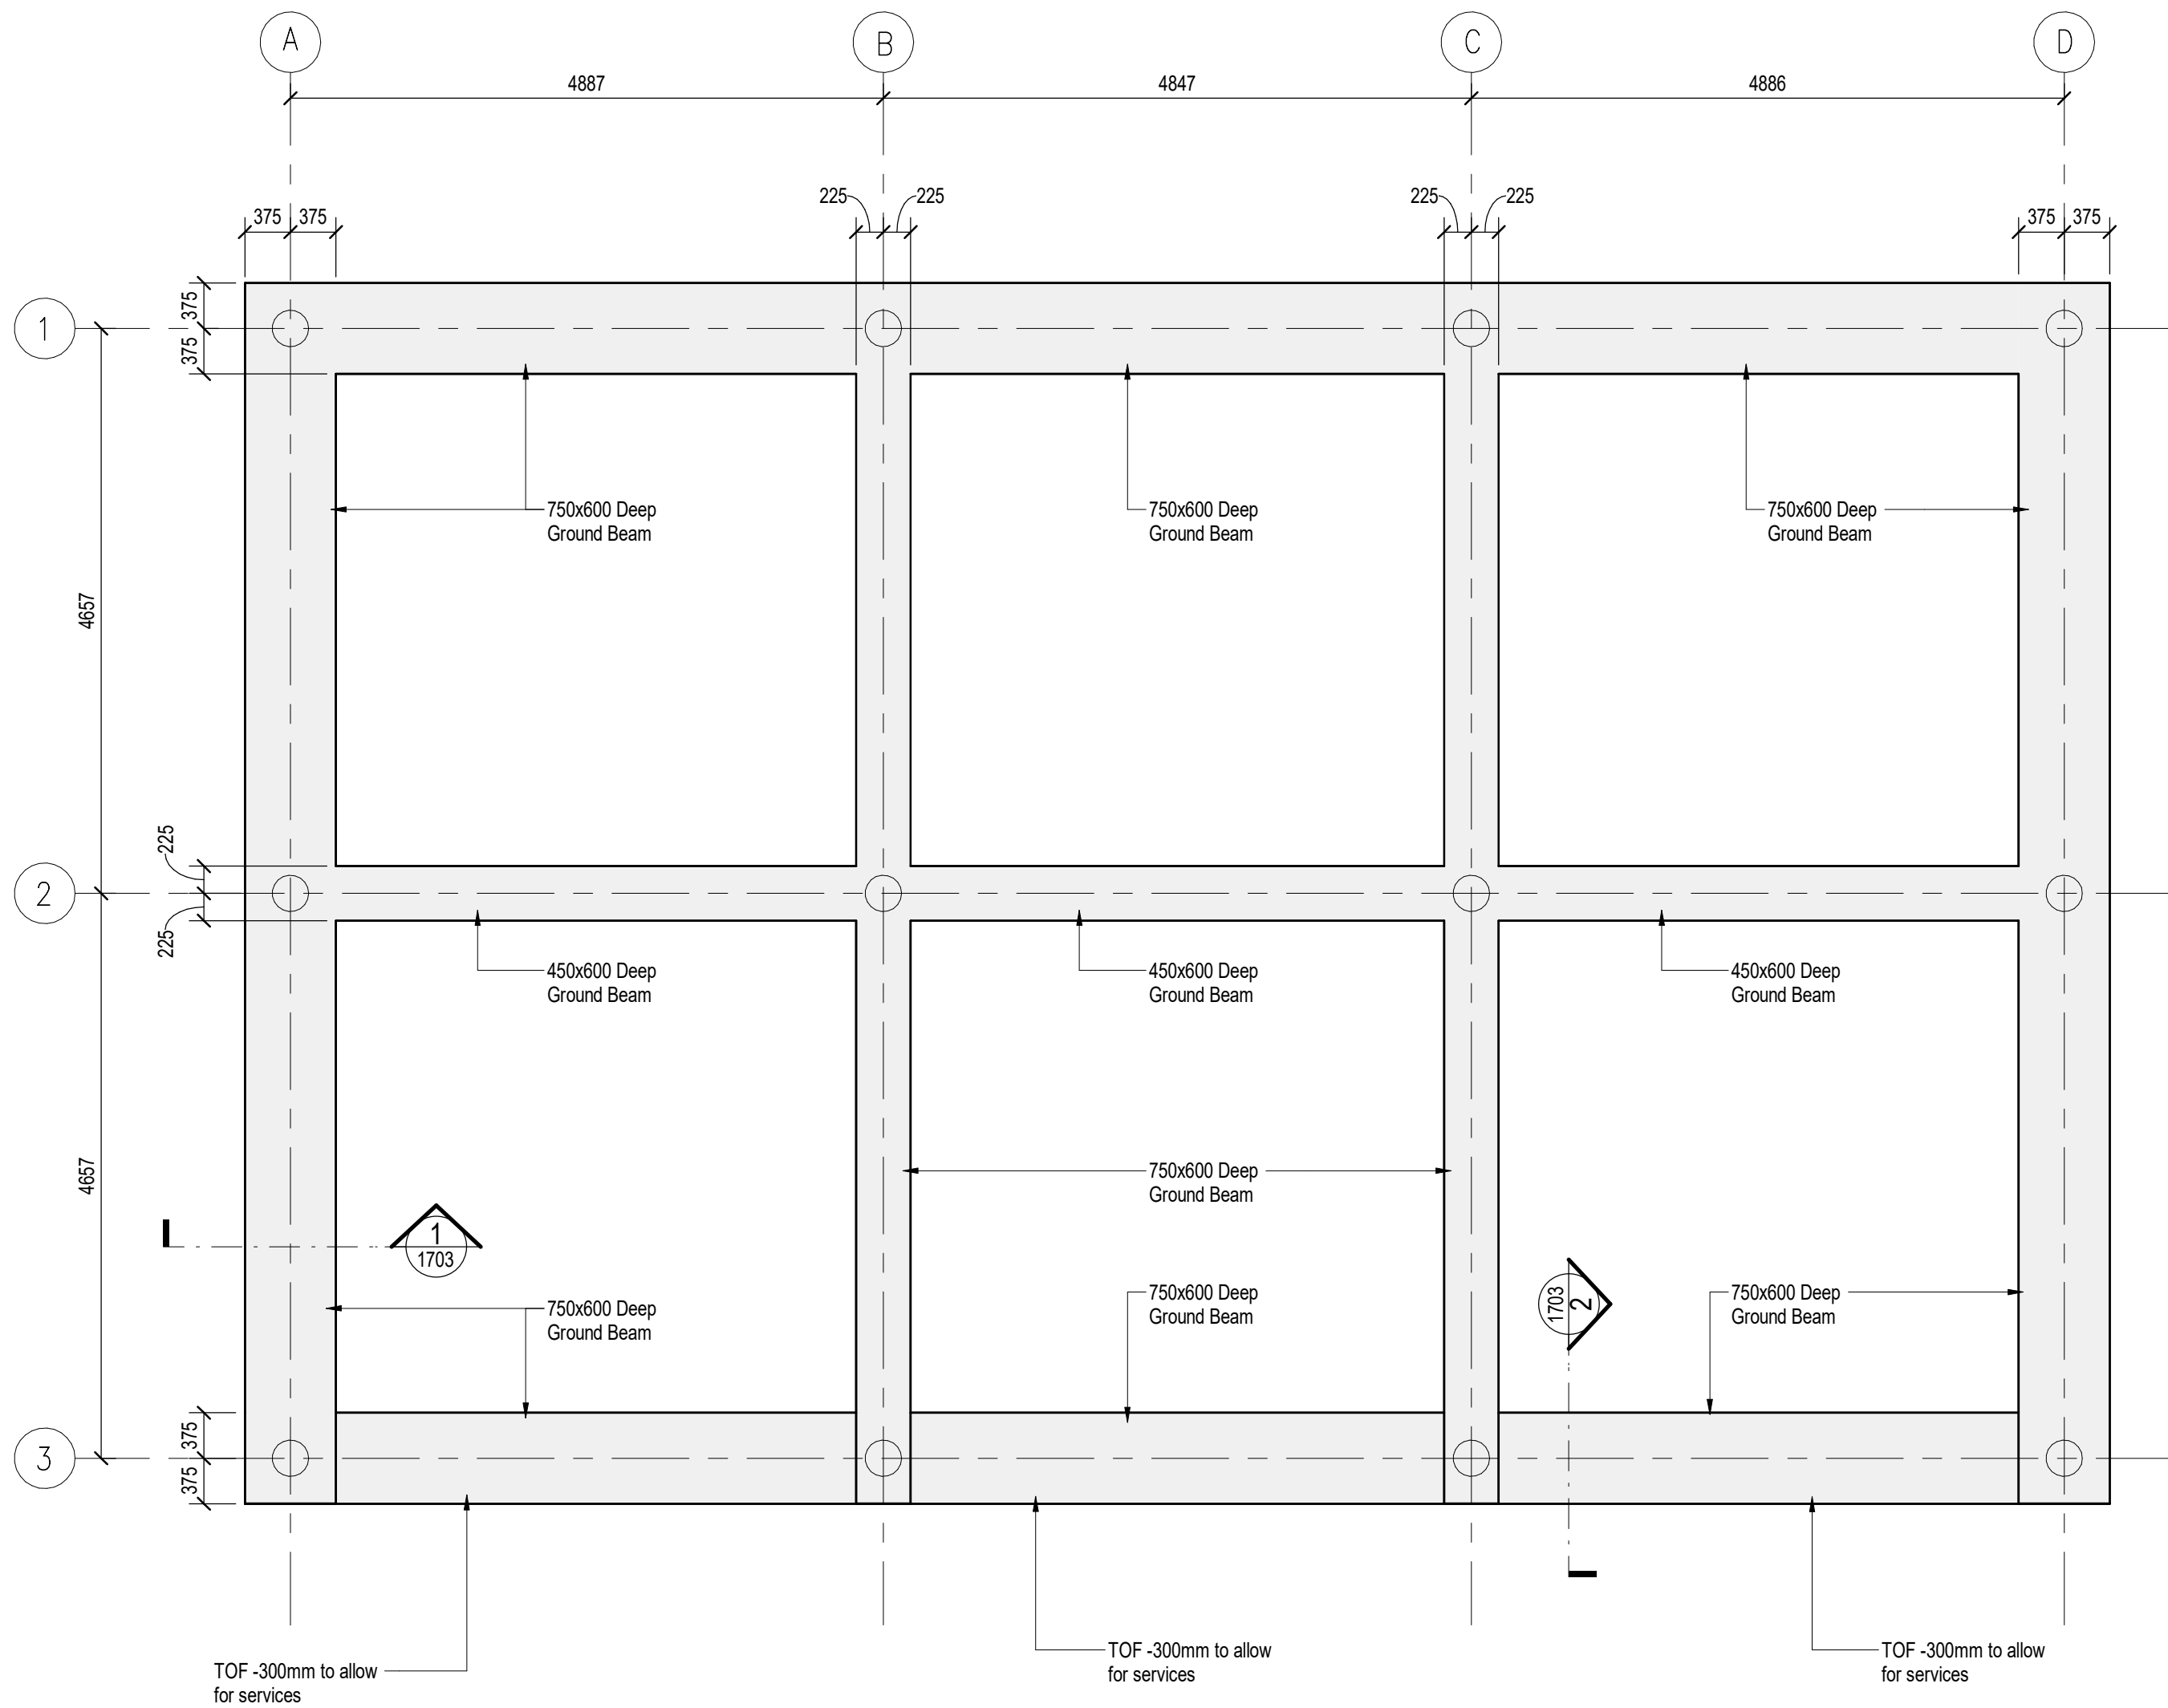 A
B
C
D
4887
4847
4886
225
225
225
225
375
375
375
375
375
1
375
4657
750x600 Deep
Ground Beam
750x600 Deep
Ground Beam
750x600 Deep
Ground Beam
225
2
225
450x600 Deep
Ground Beam
450x600 Deep
Ground Beam
450x600 Deep
Ground Beam
4657
750x600 Deep
Ground Beam
1
1703
2
1703
750x600 Deep
Ground Beam
750x600 Deep
Ground Beam
750x600 Deep
Ground Beam
375
3
375
TOF -300mm to allow
for services
TOF -300mm to allow
for services
TOF -300mm to allow
for services